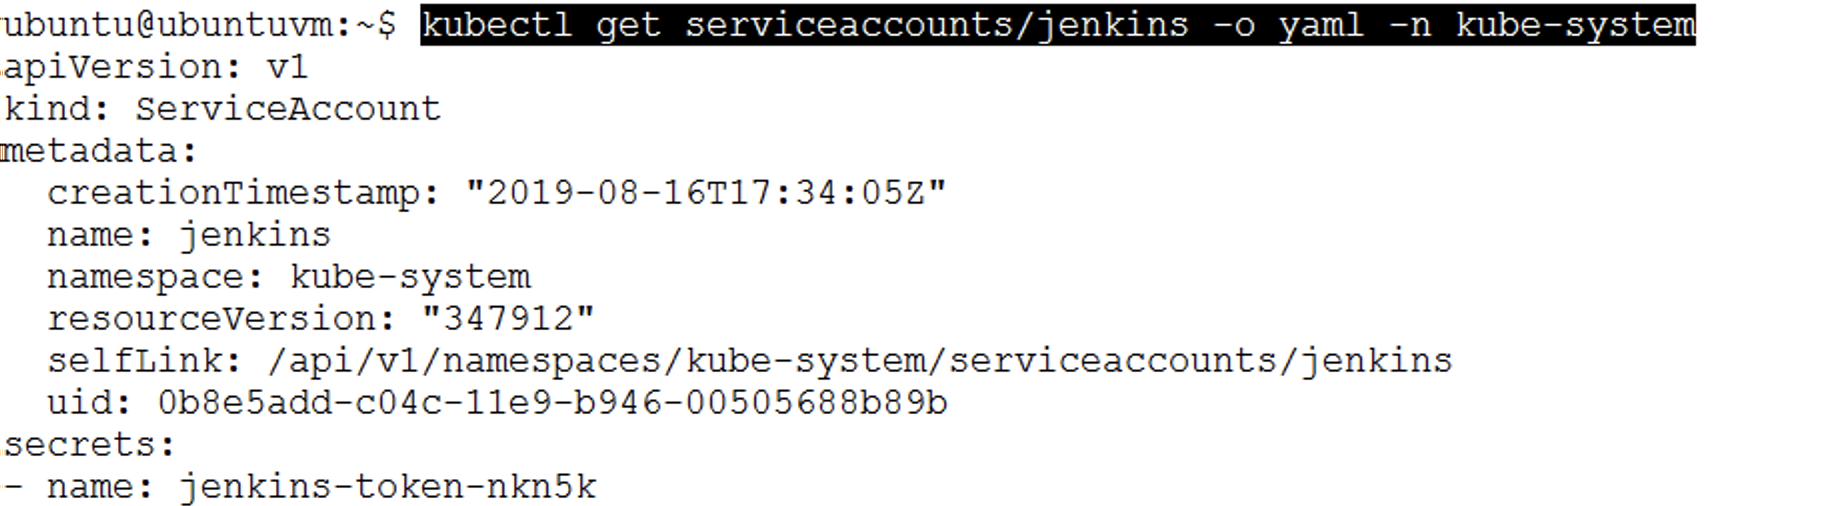 ubuntu@ubuntuvm:~$ kubectl get serviceaccounts/jenkins -o yaml -n kube-system
apiVersion: v1
kind: ServiceAccount
metadata:
  creationTimestamp: "2019-08-16T17:34:05Z"
  name: jenkins
  namespace: kube-system
  resourceVersion: "347912"
  selfLink: /api/v1/namespaces/kube-system/serviceaccounts/jenkins
  uid: 0b8e5add-c04c-11e9-b946-00505688b89b
secrets:
- name: jenkins-token-nkn5k